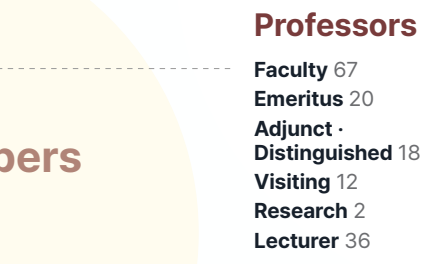 Professors
Faculty 67
Emeritus 20
Adjunct ·
Distinguished 18
Visiting 12
Research 2
Lecturer 36